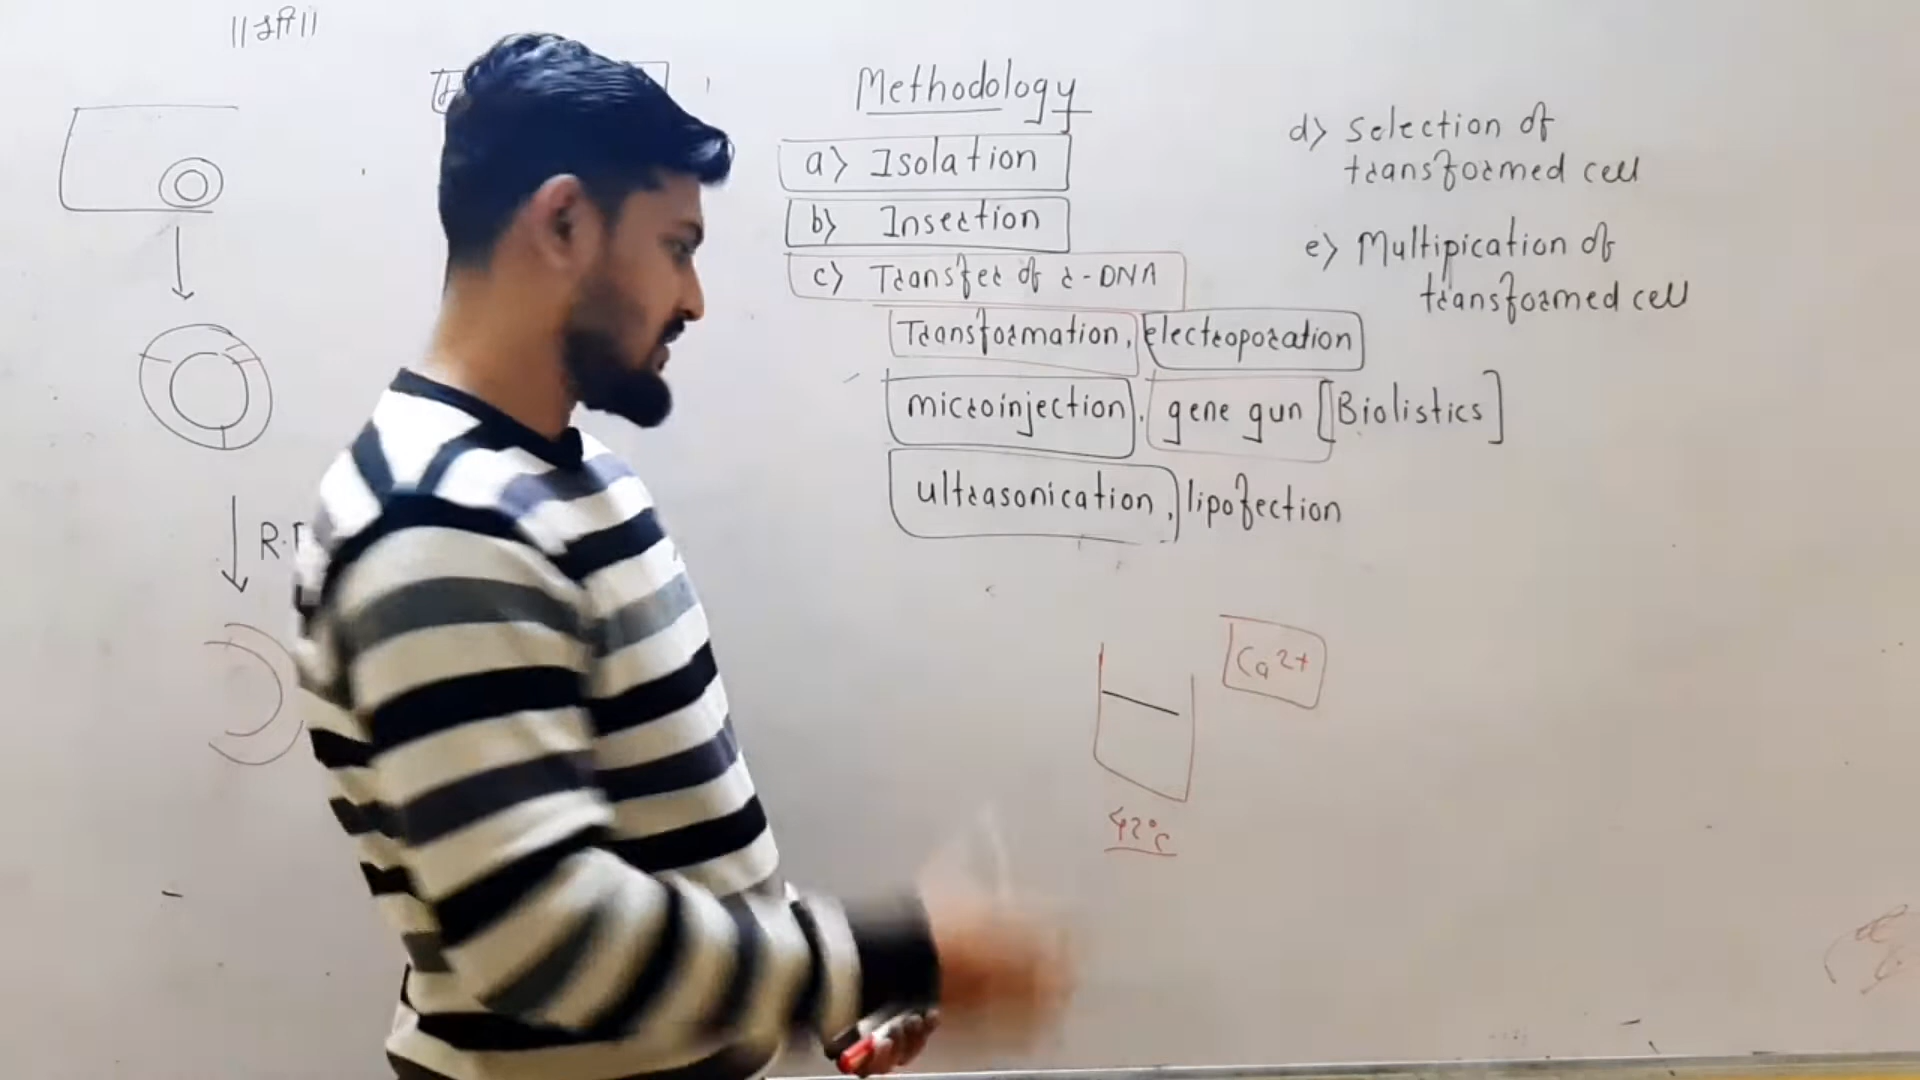 ||श्री||
Methodology
a> Isolation
b> Insertion
c> Transfer of r-DNA
Transformation, electroporation
microinjection, gene gun [Biolistics]
ultrasonication, lipofection
d> Selection of
transformed cell
e> Multipication of
transformed cell
Ca2+
42°c